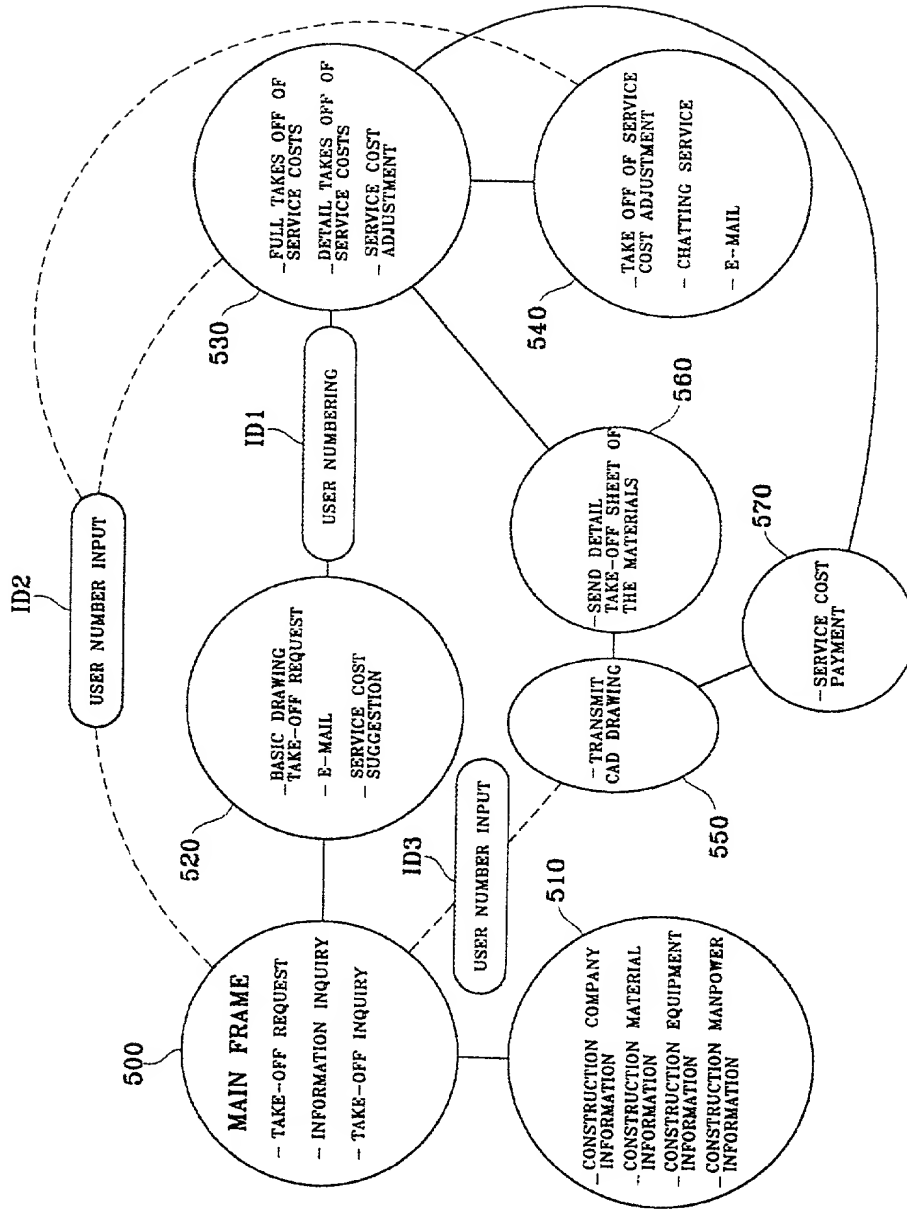 500
MAIN FRAME
– TAKE-OFF REQUEST
– INFORMATION INQUIRY
– TAKE-OFF INQUIRY
510
– CONSTRUCTION COMPANY
INFORMATION
– CONSTRUCTION MATERIAL
INFORMATION
– CONSTRUCTION EQUIPMENT
INFORMATION
– CONSTRUCTION MANPOWER
INFORMATION
ID2
USER NUMBER INPUT
520
– BASIC DRAWING
TAKE-OFF REQUEST
– E-MAIL
– SERVICE COST
SUGGESTION
ID3
USER NUMBER INPUT
550
– TRANSMIT
CAD DRAWING
ID1
USER NUMBERING
560
– SEND DETAIL
TAKE-OFF SHEET OF
THE MATERIALS
570
– SERVICE COST
PAYMENT
530
– FULL TAKES OFF OF
SERVICE COSTS
– DETAIL TAKES OFF OF
SERVICE COSTS
– SERVICE COST
ADJUSTMENT
540
– TAKE OFF OF SERVICE
COST ADJUSTMENT
– CHATTING SERVICE
– E-MAIL